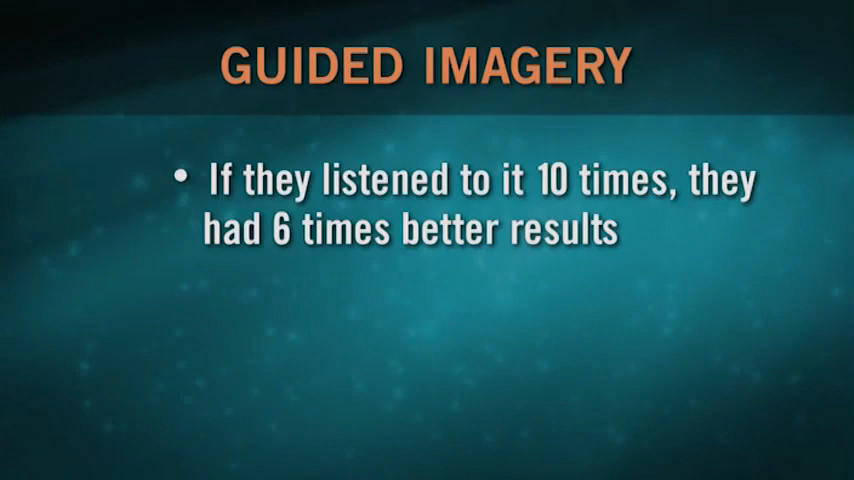 GUIDED IMAGERY
• If they listened to it 10 times, they
had 6 times better results